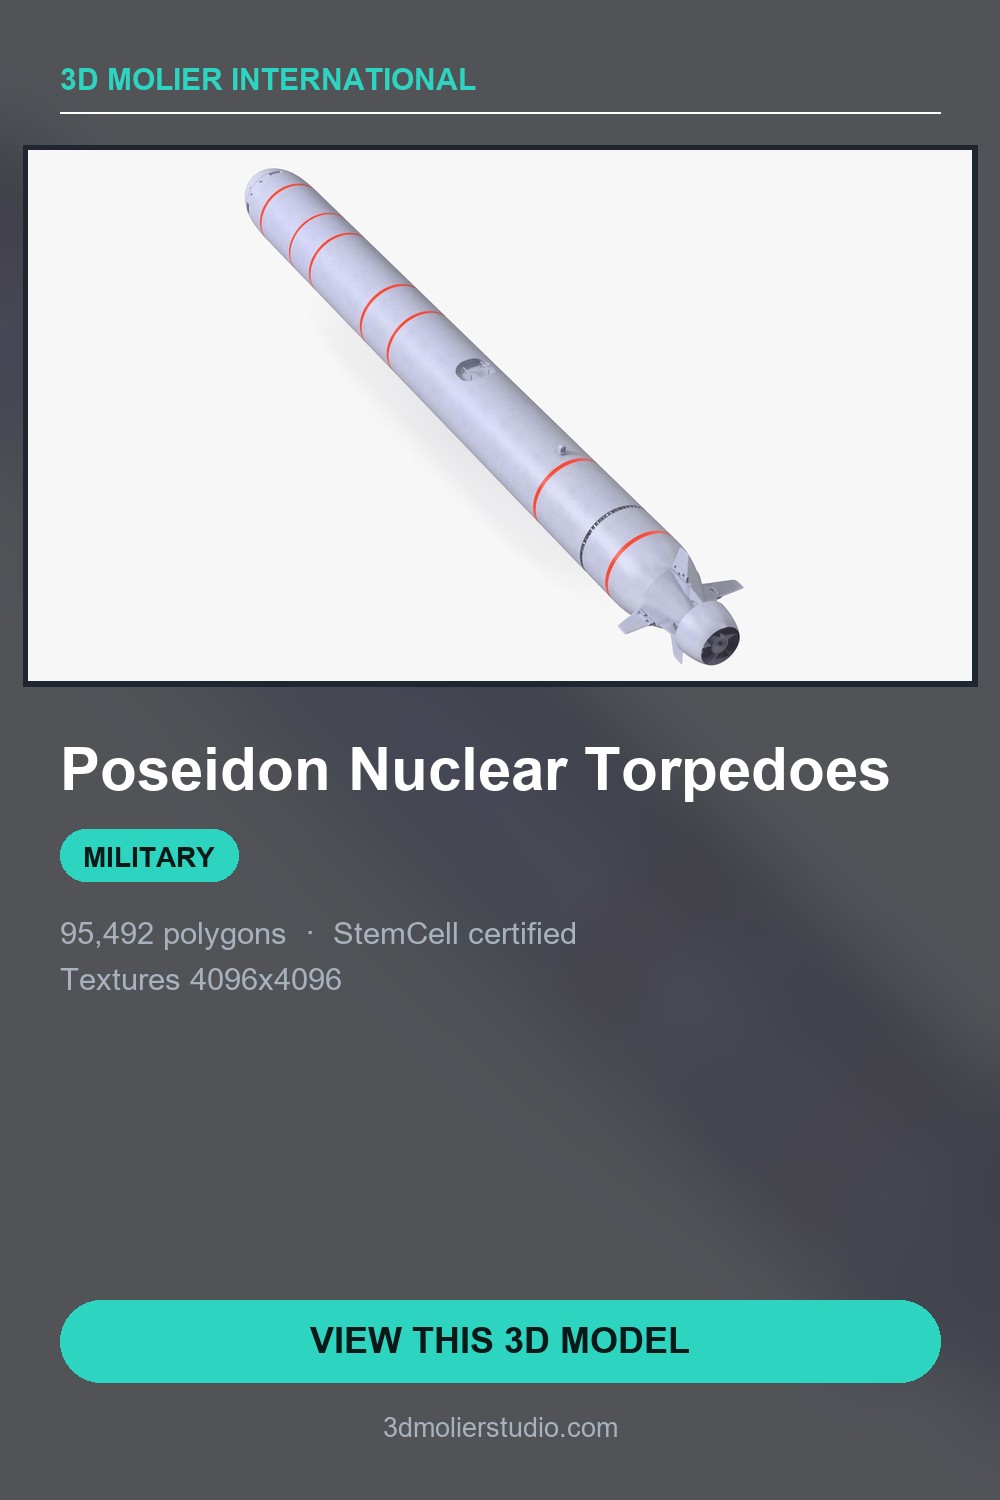 3D MOLIER INTERNATIONAL
Poseidon Nuclear Torpedoes
MILITARY
95,492 polygons · StemCell certified
Textures 4096x4096
VIEW THIS 3D MODEL
3dmolierstudio.com